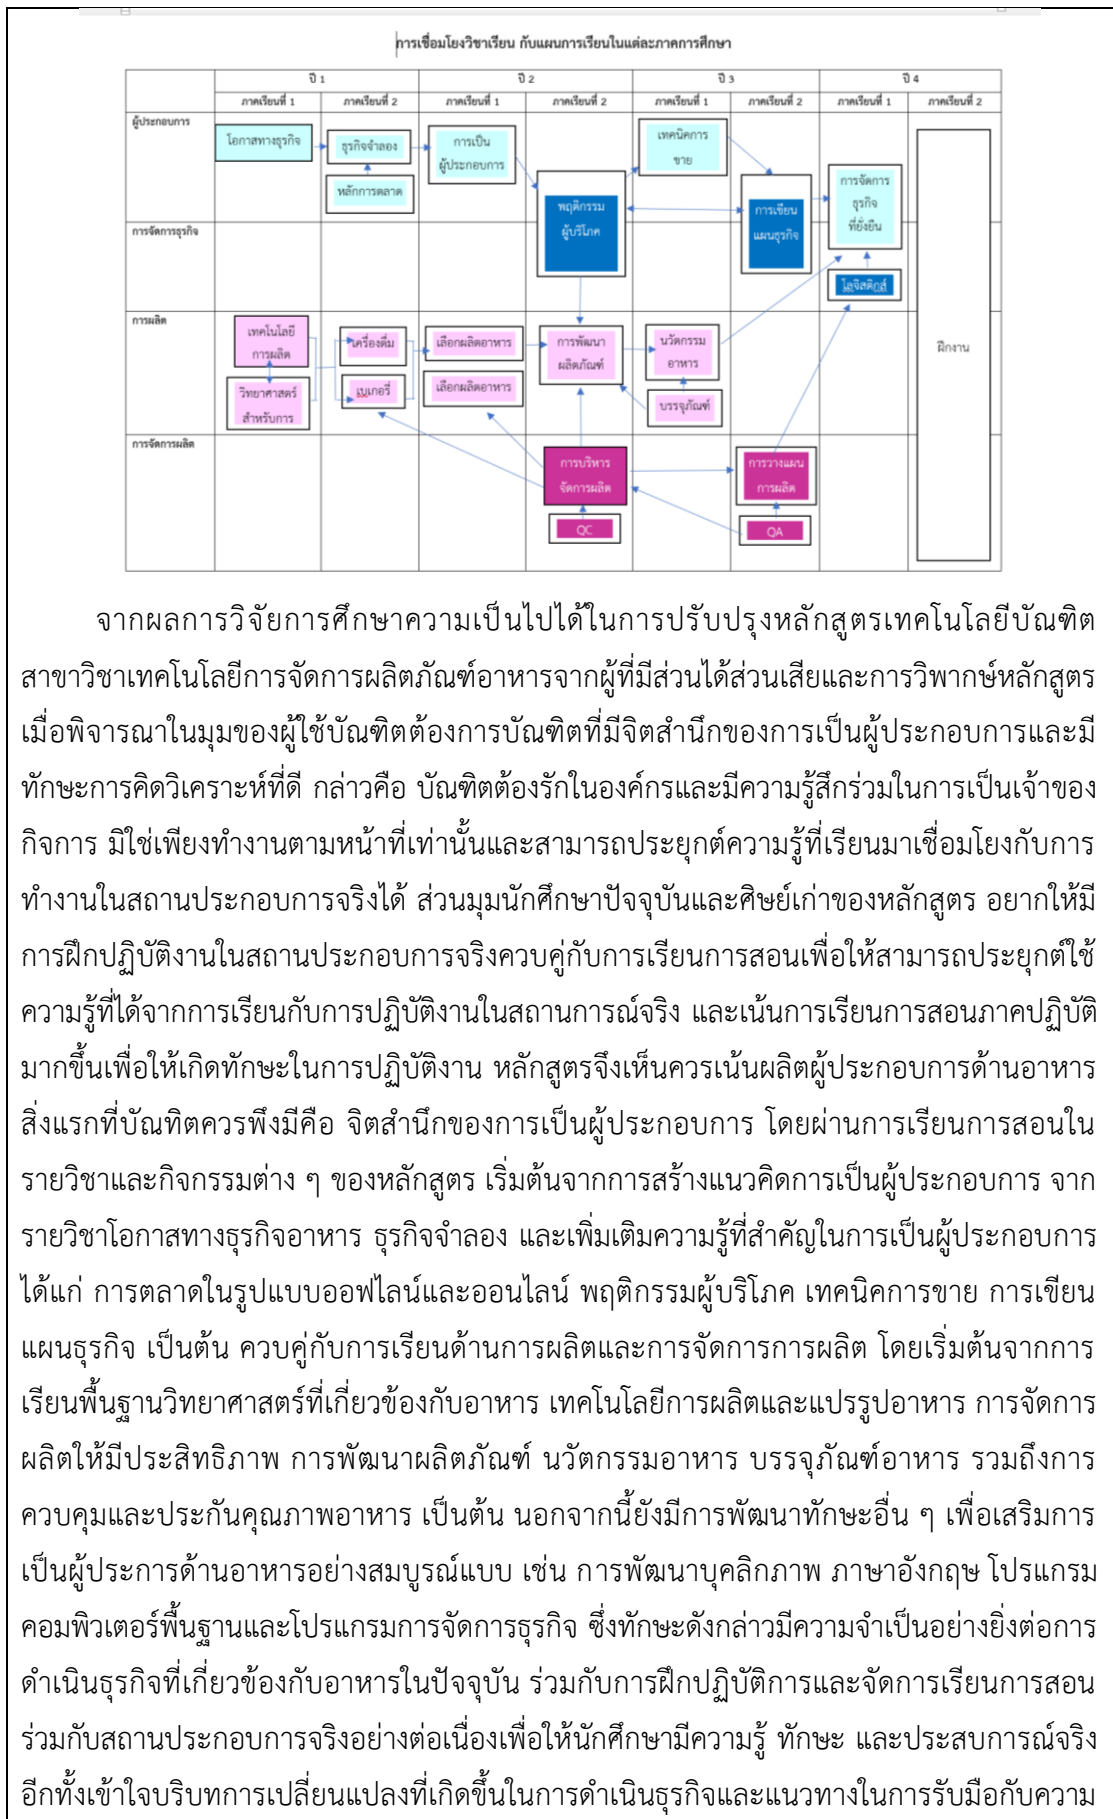 การเชื่อมโยงวิชาเรียน กับแผนการเรียนในแต่ละภาคการศึกษา
ปี 1 ปี 2 ปี 3 ปี 4
ภาคเรียนที่ 1 ภาคเรียนที่ 2 ภาคเรียนที่ 1 ภาคเรียนที่ 2 ภาคเรียนที่ 1 ภาคเรียนที่ 2 ภาคเรียนที่ 1 ภาคเรียนที่ 2
ผู้ประกอบการ
โอกาสทางธุรกิจ
ธุรกิจจำลอง
หลักการตลาด
การเป็น
ผู้ประกอบการ
พฤติกรรม
ผู้บริโภค
เทคนิคการ
ขาย
การเขียน
แผนธุรกิจ
การจัดการ
ธุรกิจ
ที่ยั่งยืน
การจัดการธุรกิจ
โลจิสติกส์
ฝึกงาน
การผลิต
เทคโนโลยี
การผลิต
วิทยาศาสตร์
สำหรับการ
เครื่องดื่ม
เบเกอรี่
เลือกผลิตอาหาร
เลือกผลิตอาหาร
การพัฒนา
ผลิตภัณฑ์
นวัตกรรม
อาหาร
บรรจุภัณฑ์
การจัดการผลิต
การบริหาร
จัดการผลิต
QC
การวางแผน
การผลิต
QA
จากผลการวิจัยการศึกษาความเป็นไปได้ในการปรับปรุงหลักสูตรเทคโนโลยีบัณฑิต
สาขาวิชาเทคโนโลยีการจัดการผลิตภัณฑ์อาหารจากผู้ที่มีส่วนได้ส่วนเสียและการวิพากษ์หลักสูตร
เมื่อพิจารณาในมุมของผู้ใช้บัณฑิตต้องการบัณฑิตที่มีจิตสำนึกของการเป็นผู้ประกอบการและมี
ทักษะการคิดวิเคราะห์ที่ดี กล่าวคือ บัณฑิตต้องรักในองค์กรและมีความรู้สึกร่วมในการเป็นเจ้าของ
กิจการ มิใช่เพียงทำงานตามหน้าที่เท่านั้นและสามารถประยุกต์ความรู้ที่เรียนมาเชื่อมโยงกับการ
ทำงานในสถานประกอบการจริงได้ ส่วนมุมนักศึกษาปัจจุบันและศิษย์เก่าของหลักสูตร อยากให้มี
การฝึกปฏิบัติงานในสถานประกอบการจริงควบคู่กับการเรียนการสอนเพื่อให้สามารถประยุกต์ใช้
ความรู้ที่ได้จากการเรียนกับการปฏิบัติงานในสถานการณ์จริง และเน้นการเรียนการสอนภาคปฏิบัติ
มากขึ้นเพื่อให้เกิดทักษะในการปฏิบัติงาน หลักสูตรจึงเห็นควรเน้นผลิตผู้ประกอบการด้านอาหาร
สิ่งแรกที่บัณทิตควรพึงมีคือ จิตสำนึกของการเป็นผู้ประกอบการ โดยผ่านการเรียนการสอนใน
รายวิชาและกิจกรรมต่าง ๆ ของหลักสูตร เริ่มต้นจากการสร้างแนวคิดการเป็นผู้ประกอบการ จาก
รายวิชาโอกาสทางธุรกิจอาหาร ธุรกิจจำลอง และเพิ่มเติมความรู้ที่สำคัญในการเป็นผู้ประกอบการ
ได้แก่ การตลาดในรูปแบบออฟไลน์และออนไลน์ พฤติกรรมผู้บริโภค เทคนิคการขาย การเขียน
แผนธุรกิจ เป็นต้น ควบคู่กับการเรียนด้านการผลิตและการจัดการการผลิต โดยเริ่มต้นจากการ
เรียนพื้นฐานวิทยาศาสตร์ที่เกี่ยวข้องกับอาหาร เทคโนโลยีการผลิตและแปรรูปอาหาร การจัดการ
ผลิตให้มีประสิทธิภาพ การพัฒนาผลิตภัณฑ์ นวัตกรรมอาหาร บรรจุภัณฑ์อาหาร รวมถึงการ
ควบคุมและประกันคุณภาพอาหาร เป็นต้น นอกจากนี้ยังมีการพัฒนาทักษะอื่น ๆ เพื่อเสริมการ
เป็นผู้ประการด้านอาหารอย่างสมบูรณ์แบบ เช่น การพัฒนาบุคลิกภาพ ภาษาอังกฤษ โปรแกรม
คอมพิวเตอร์พื้นฐานและโปรแกรมการจัดการธุรกิจ ซึ่งทักษะดังกล่าวมีความจำเป็นอย่างยิ่งต่อการ
ดำเนินธุรกิจที่เกี่ยวข้องกับอาหารในปัจจุบัน ร่วมกับการฝึกปฏิบัติการและจัดการเรียนการสอน
ร่วมกับสถานประกอบการจริงอย่างต่อเนื่องเพื่อให้นักศึกษามีความรู้ ทักษะ และประสบการณ์จริง
อีกทั้งเข้าใจบริบทการเปลี่ยนแปลงที่เกิดขึ้นในการดำเนินธุรกิจและแนวทางในการรับมือกับความ